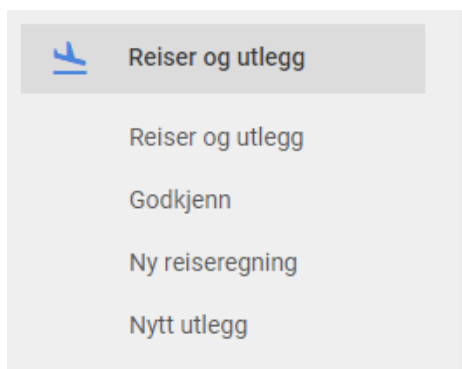 Reiser og utlegg
Reiser og utlegg
Godkjenn
Ny reiseregning
Nytt utlegg